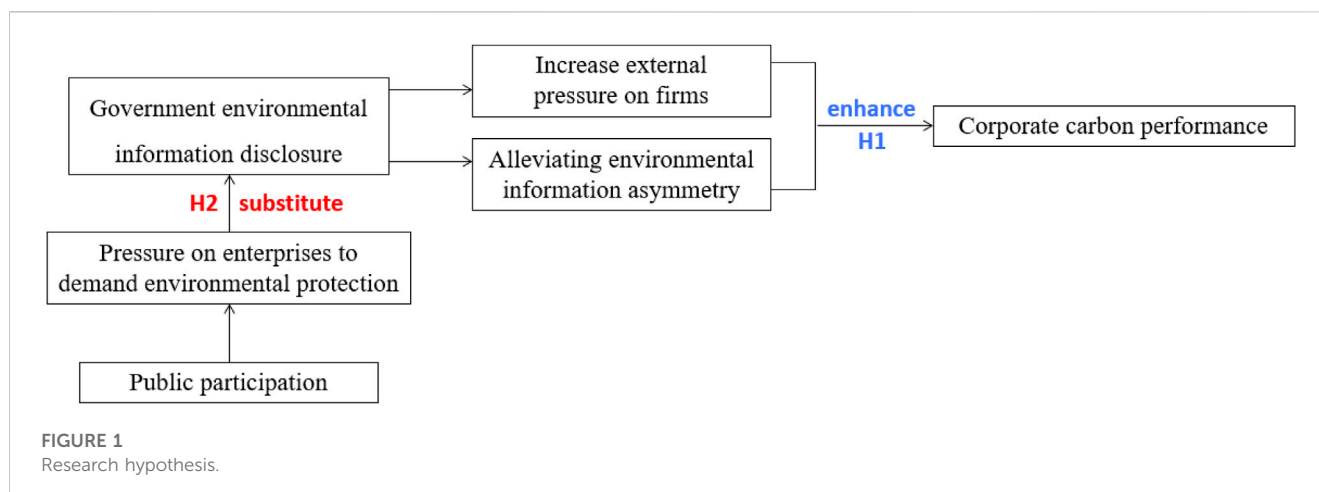 Government environmental
information disclosure
Increase external
pressure on firms
Alleviating environmental
information asymmetry
enhance
H1
Corporate carbon performance
H2 substitute
Pressure on enterprises to
demand environmental protection
Public participation
FIGURE 1
Research hypothesis.